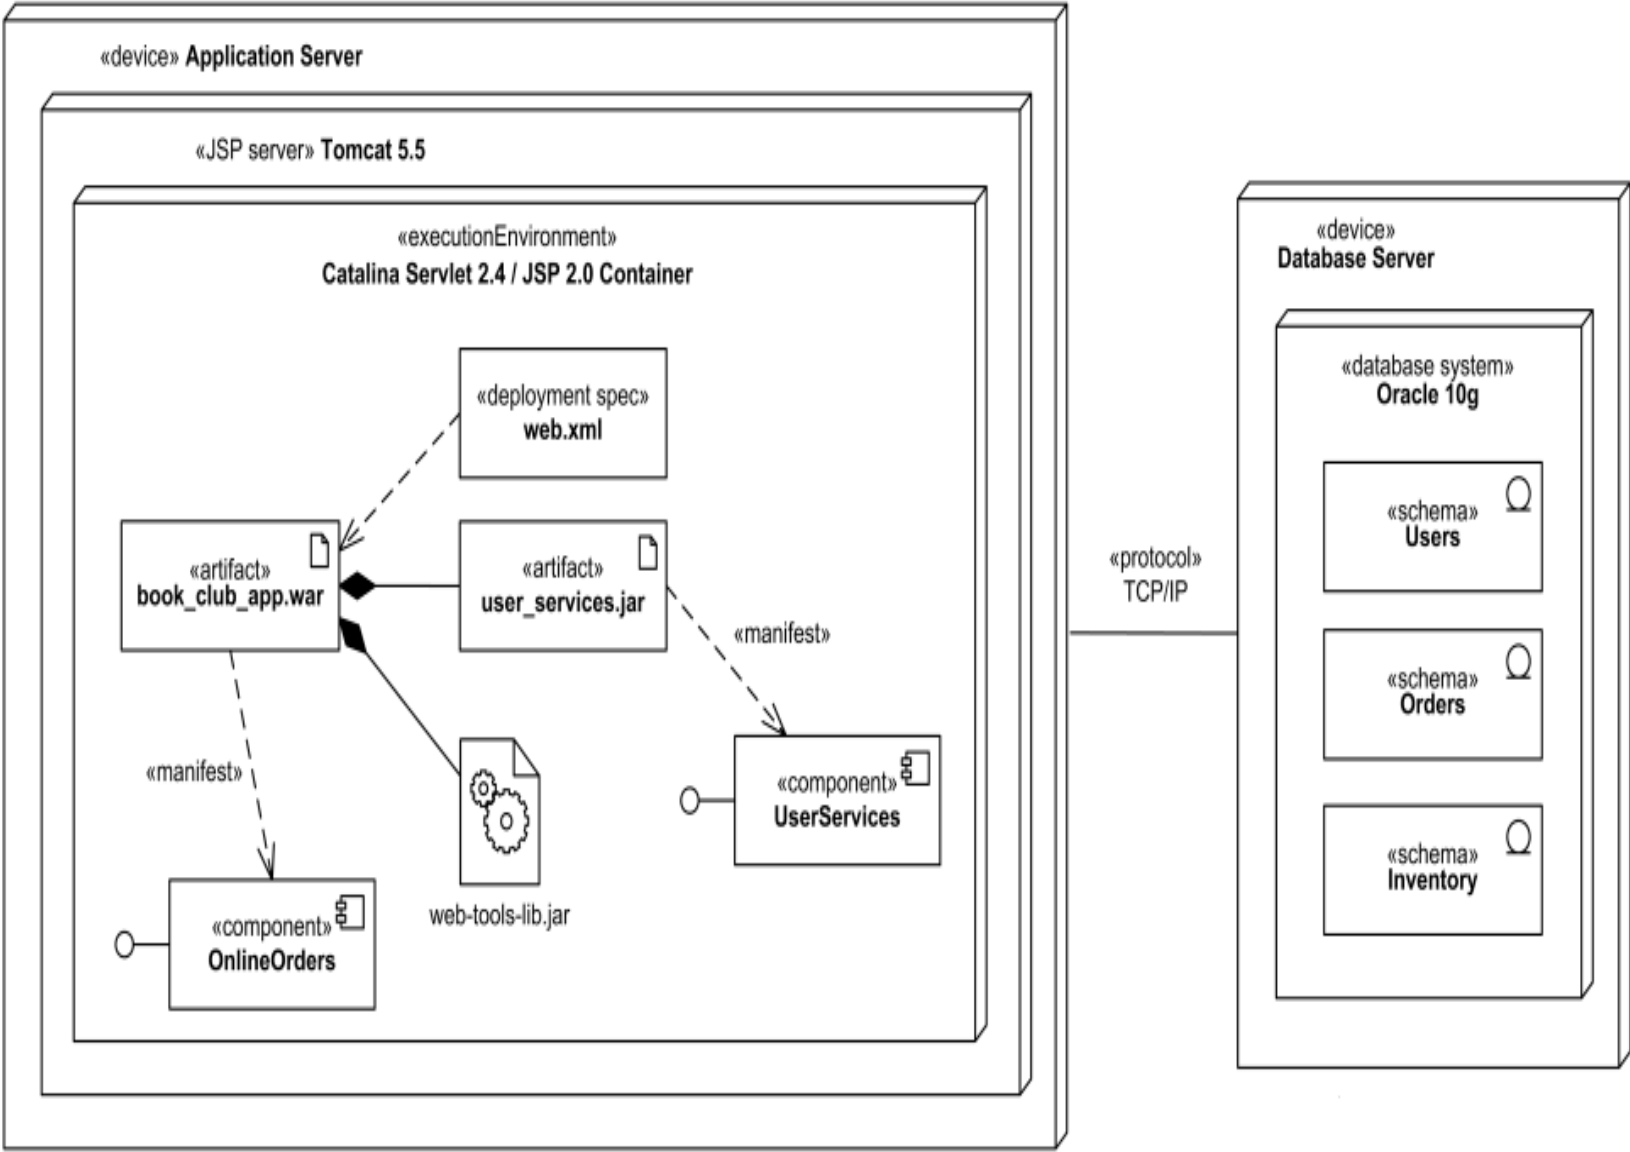 «device» Application Server
«JSP server» Tomcat 5.5
«executionEnvironment»
Catalina Servlet 2.4 / JSP 2.0 Container
«deployment spec»
web.xml
«artifact»
book_club_app.war
«artifact»
user_services.jar
«manifest»
«manifest»
«component»
UserServices
web-tools-lib.jar
«component»
OnlineOrders
«protocol»
TCP/IP
«device»
Database Server
«database system»
Oracle 10g
«schema»
Users
«schema»
Orders
«schema»
Inventory